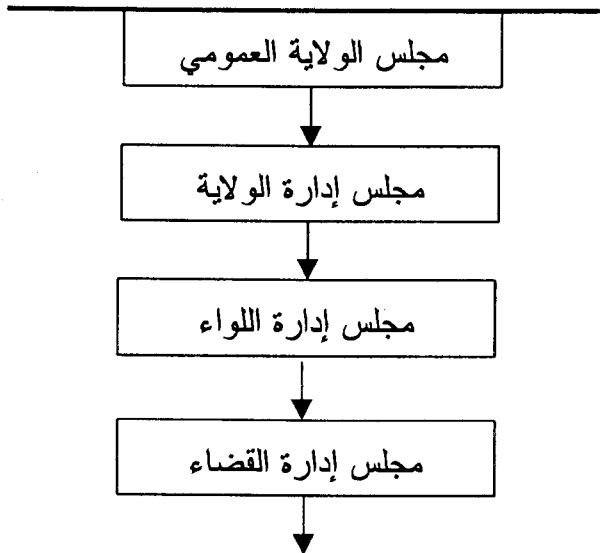 مجلس الولاية العمومي
مجلس إدارة الولاية
مجلس إدارة اللواء
مجلس إدارة القضاء